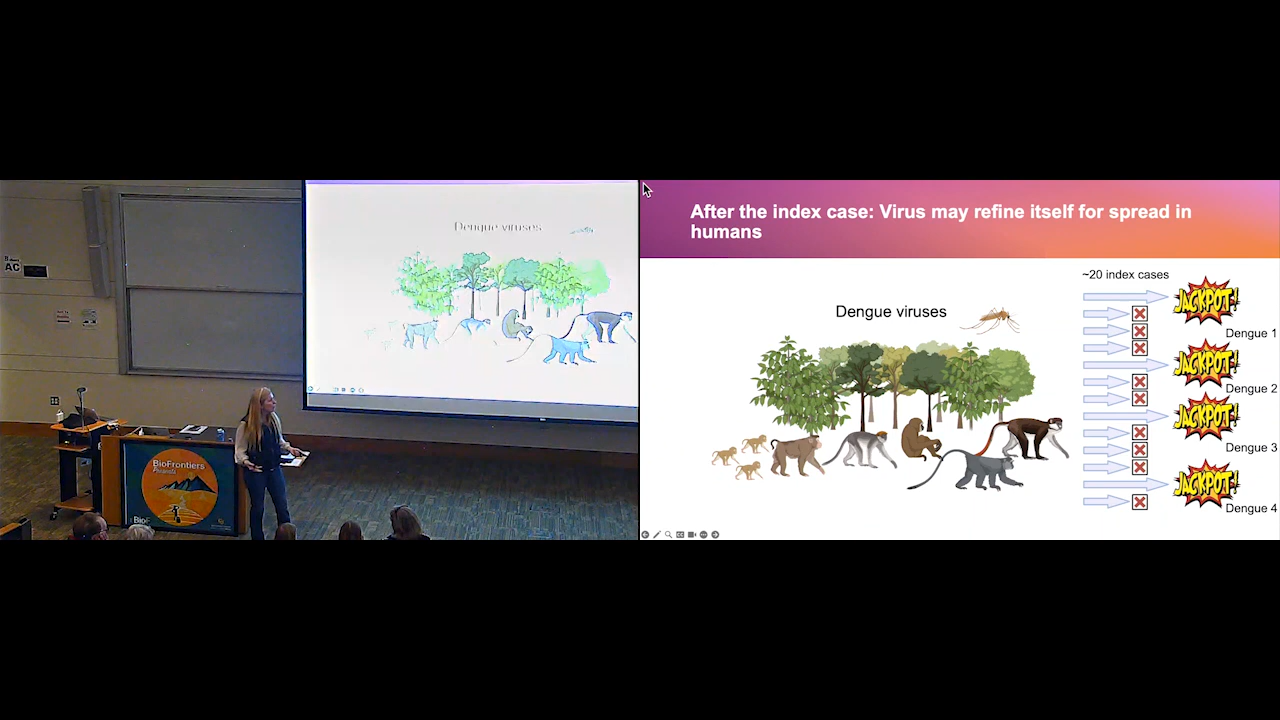 AC
Dengue viruses
BioFrontiers
After the index case: Virus may refine itself for spread in
humans
~20 index cases
Dengue viruses
JACKPOT!
Dengue 1
JACKPOT!
Dengue 2
JACKPOT!
Dengue 3
JACKPOT!
Dengue 4